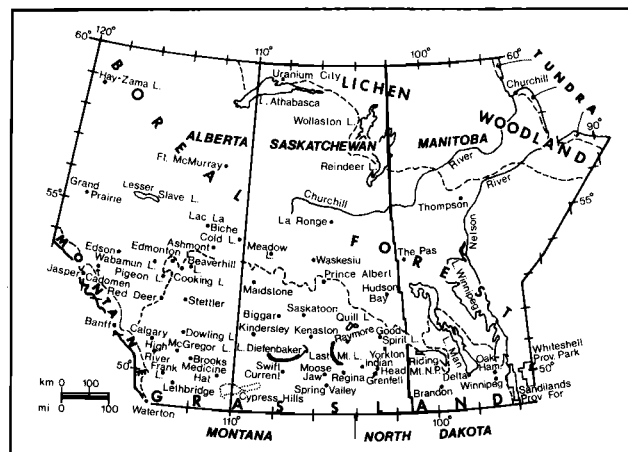 60° 120° 110° 100° 60°
Hay-Zama L.
Uranium City
LICHEN
TUNDRA
Churchill
BOREAL
L. Athabasca
WOODLAND
90°
Wollaston L.
ALBERTA
SASKATCHEWAN
MANITOBA
Ft. McMurray
Reindeer
River
River
55°
Grand
Prairie
Lesser Slave L.
Churchill
Thompson
55°
Lac La
Biche
La Ronge
Nelson
Cold L.
FOREST
Edson
Edmonton
Ashmont
Meadow
Waskesiu
The Pas
Wabamun L.
Beaverhill
L.
Prince Albert
Winnipeg
MONTANE
Jasper
Cadomen
Pigeon L.
Cooking L.
Maidstone
Hudson
Bay
Red Deer
Stettler
Biggar
Saskatoon
Quill L.
Banff
Calgary
Dowling L.
Kindersley
Kenaston
Raymore
Good
Spirit L.
High
River
McGregor L.
L. Diefenbaker
Last Mt. L.
Yorkton
Riding
Mt. N.P.
L. Man.
Oak
Ham.
Whiteshell
Prov. Park
50°
Brooks
Swift
Current
Moose
Jaw
Regina
Indian
Head
Grenfell
Delta
Frank
Medicine
Hat
Lethbridge
Spring Valley
Brandon
Winnipeg
Sandilands
Prov For
Waterton
Cypress Hills
GRASSLAND
km 0 100
mi 0 100
110° 100°
MONTANA
NORTH DAKOTA